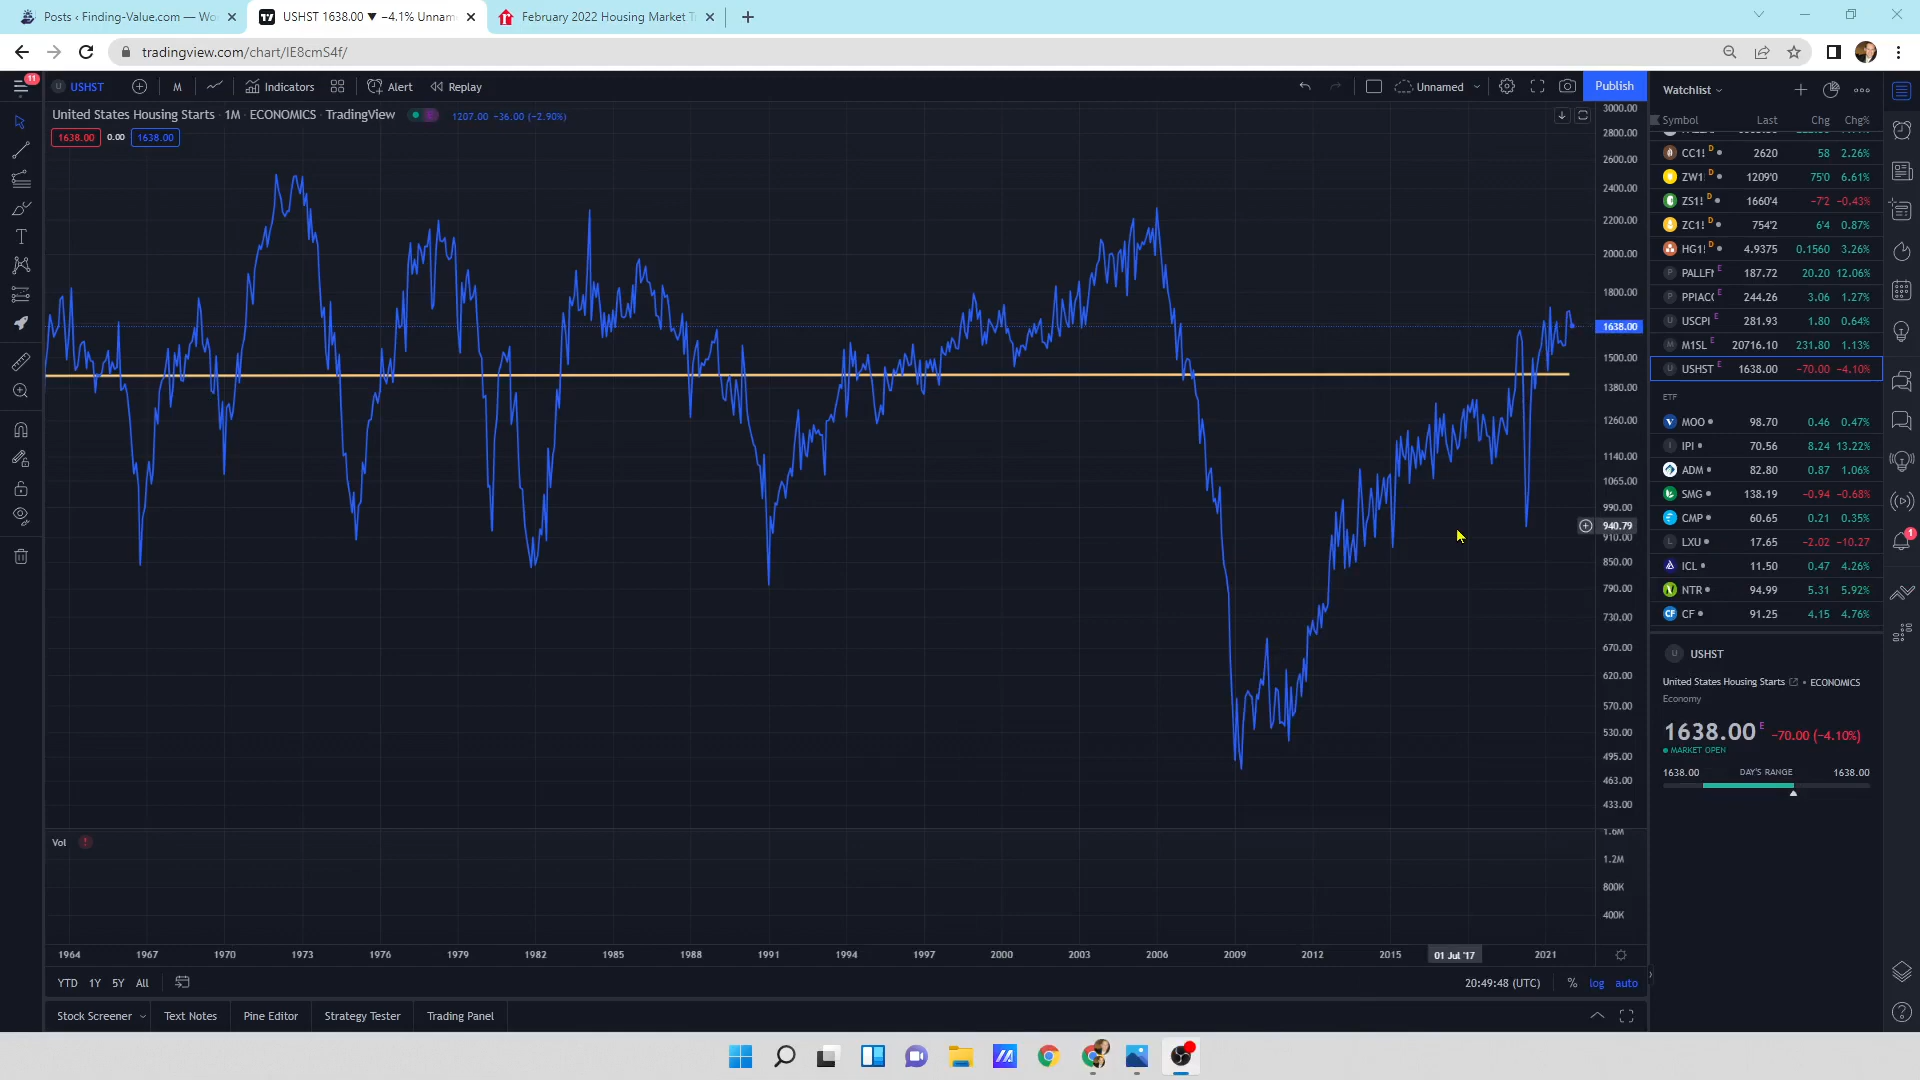 Posts ‹ Finding-Value.com — Wo
USHST 1638.00 ▼ −4.1% Unnam
February 2022 Housing Market T
tradingview.com/chart/IE8cmS4f/
11
USHST
M
Indicators
Alert
Replay
Unnamed
Publish
United States Housing Starts · 1M · ECONOMICS · TradingView
1207.00 −36.00 (−2.90%)
1638.00 0.00 1638.00
3000.00
2800.00
2600.00
2400.00
2200.00
2000.00
1800.00
1638.00
1500.00
1380.00
1260.00
1140.00
1065.00
990.00
940.79
910.00
850.00
790.00
730.00
670.00
620.00
570.00
530.00
495.00
463.00
433.00
Vol
1.6M
1.2M
800K
400K
1964 1967 1970 1973 1976 1979 1982 1985 1988 1991 1994 1997 2000 2003 2006 2009 2012 2015 01 Jul '17 2021
YTD 1Y 5Y All
20:49:48 (UTC) % log auto
Stock Screener Text Notes Pine Editor Strategy Tester Trading Panel
Watchlist
Symbol Last Chg Chg%
CC1! D 2620 58 2.26%
ZW1 D 1209'0 75'0 6.61%
ZS1! D 1660'4 −7'2 −0.43%
ZC1! D 754'2 6'4 0.87%
HG1! D 4.9375 0.1560 3.26%
PALLF E 187.72 20.20 12.06%
PPIAC E 244.26 3.06 1.27%
USCPI E 281.93 1.80 0.64%
M1SL E 20716.10 231.80 1.13%
USHST E 1638.00 −70.00 −4.10%
ETF
MOO 98.70 0.46 0.47%
IPI 70.56 8.24 13.22%
ADM 82.80 0.87 1.06%
SMG 138.19 −0.94 −0.68%
CMP 60.65 0.21 0.35%
LXU 17.65 −2.02 −10.27
ICL 11.50 0.47 4.26%
NTR 94.99 5.31 5.92%
CF CF 91.25 4.15 4.76%
U USHST
United States Housing Starts • ECONOMICS
Economy
1638.00 E −70.00 (−4.10%)
MARKET OPEN
1638.00 DAY'S RANGE 1638.00
1